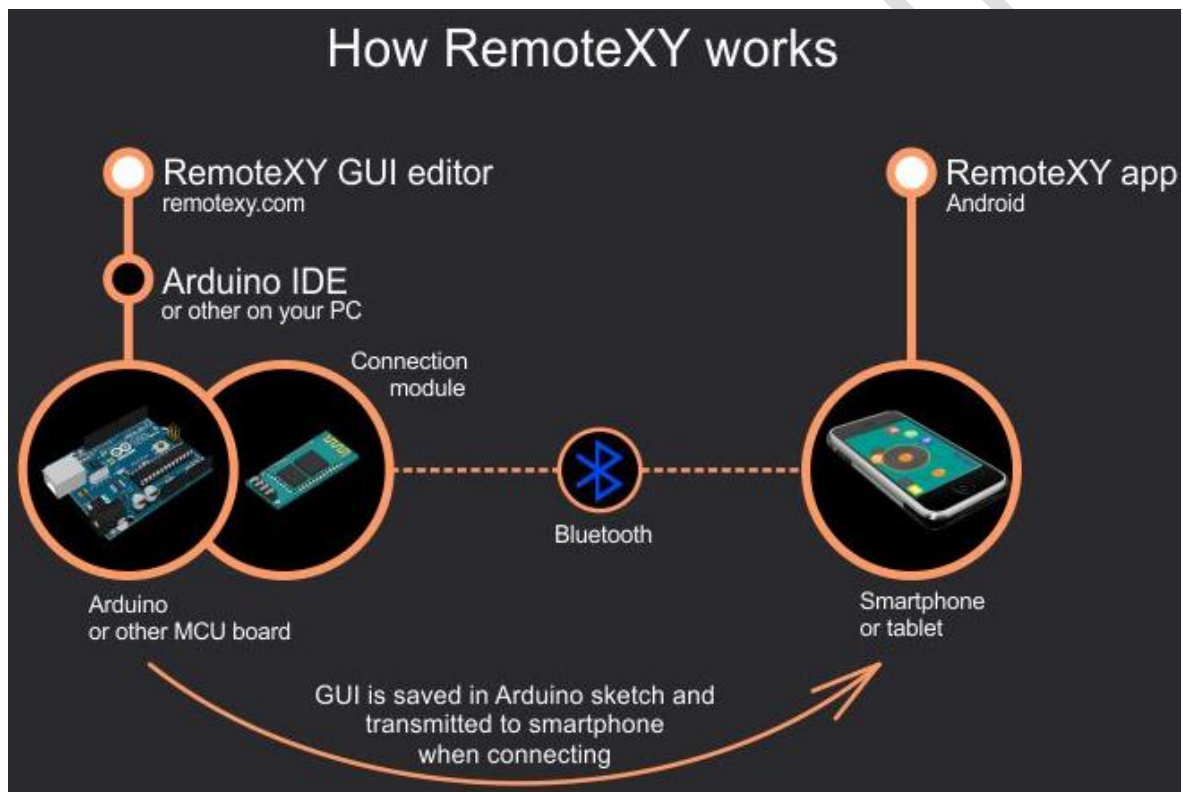 How RemoteXY works
RemoteXY GUI editor
remotexy.com
Arduino IDE
or other on your PC
Connection
module
RemoteXY app
Android
Bluetooth
Arduino
or other MCU board
Smartphone
or tablet
GUI is saved in Arduino sketch and
transmitted to smartphone
when connecting